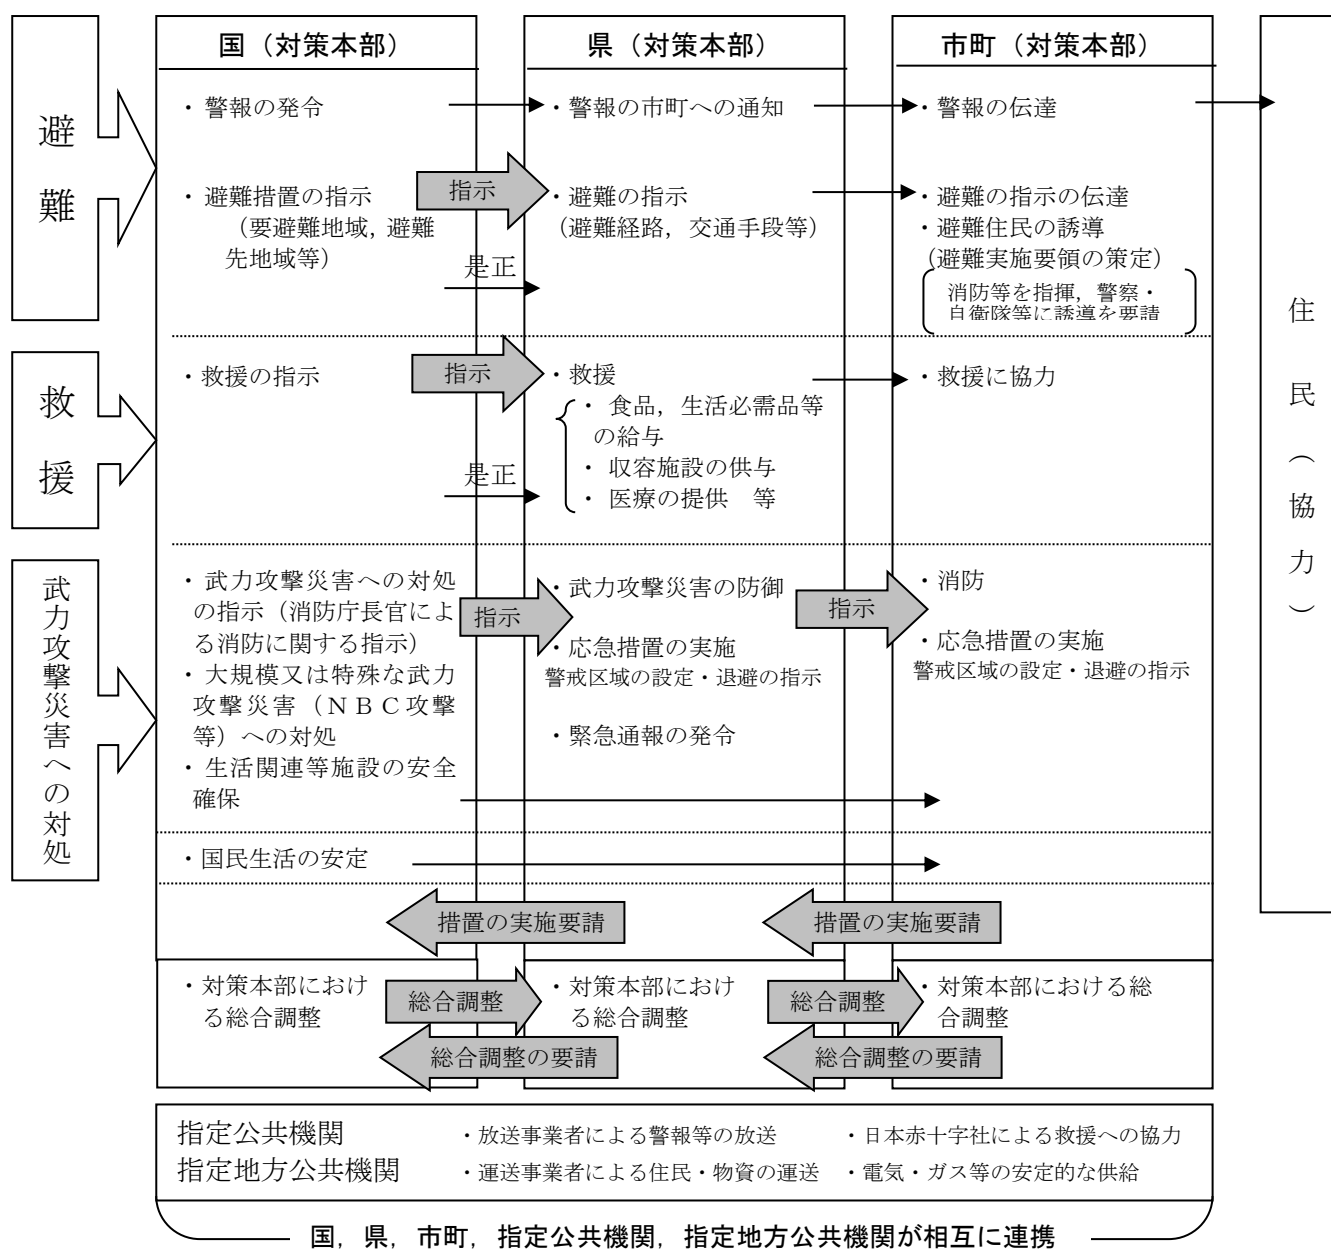 国（対策本部）
県（対策本部）
市町（対策本部）
避難
・警報の発令
・警報の市町への通知
・警報の伝達
・避難措置の指示
（要避難地域，避難
先地域等）
指示
是正
・避難の指示
（避難経路，交通手段等）
・避難の指示の伝達
・避難住民の誘導
（避難実施要領の策定）
消防等を指揮，警察・
自衛隊等に誘導を要請
救援
・救援の指示
指示
是正
・救援
・ 食品，生活必需品等
の給与
・ 収容施設の供与
・ 医療の提供　等
・救援に協力
武力攻撃災害への対処
・ 武力攻撃災害への対処
の指示（消防庁長官によ
る消防に関する指示）
・ 大規模又は特殊な武力
攻撃災害（ＮＢＣ攻撃
等）への対処
・ 生活関連等施設の安全
確保
指示
・武力攻撃災害の防御
・応急措置の実施
警戒区域の設定・退避の指示
・緊急通報の発令
指示
・消防
・応急措置の実施
警戒区域の設定・退避の指示
・国民生活の安定
措置の実施要請
措置の実施要請
・対策本部におけ
る総合調整
総合調整
総合調整の要請
・対策本部におけ
る総合調整
総合調整
総合調整の要請
・対策本部における総
合調整
住民（協力）
指定公共機関
・放送事業者による警報等の放送
・日本赤十字社による救援への協力
指定地方公共機関
・運送事業者による住民・物資の運送
・電気・ガス等の安定的な供給
国，県，市町，指定公共機関，指定地方公共機関が相互に連携